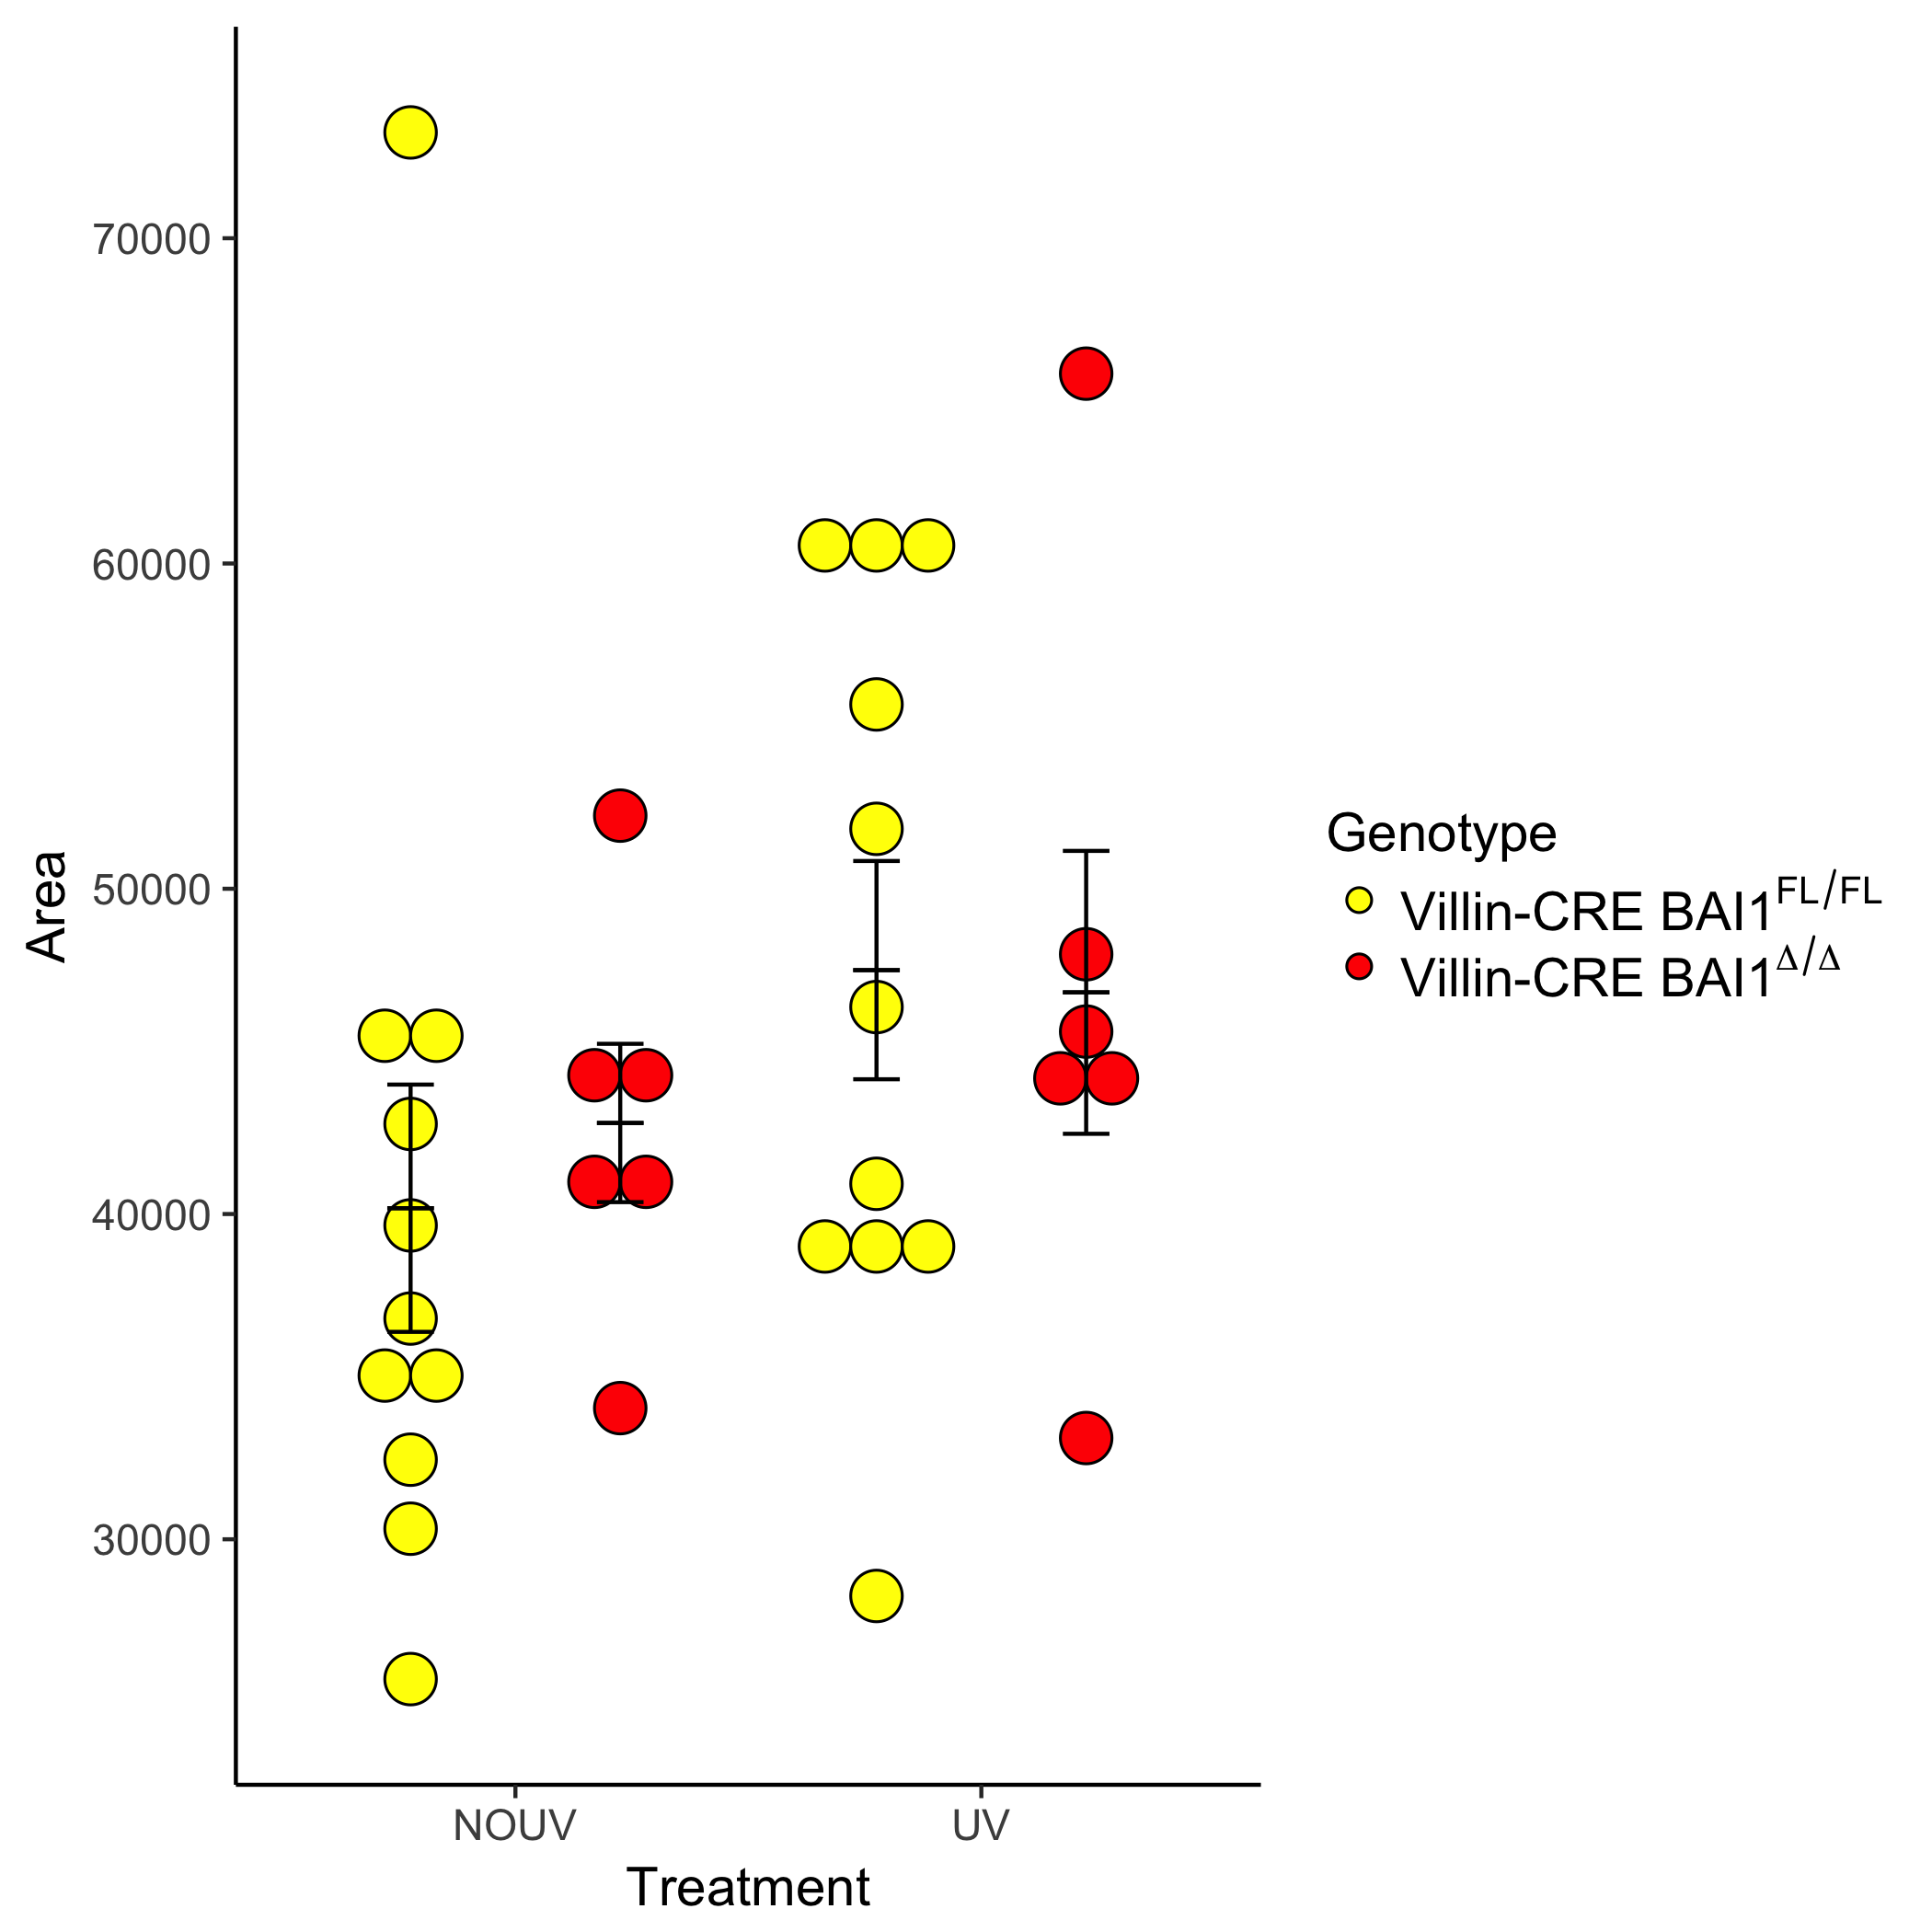 70000
60000
50000
40000
30000
Area
NOUV UV
Treatment
Genotype
Villin-CRE BAI1FL/FL
Villin-CRE BAI1Δ/Δ